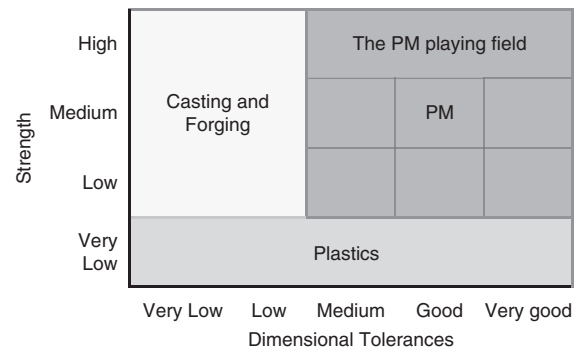 High
The PM playing field
Strength
Medium
Casting and
Forging
PM
Low
Very
Low
Plastics
Very Low Low Medium Good Very good
Dimensional Tolerances